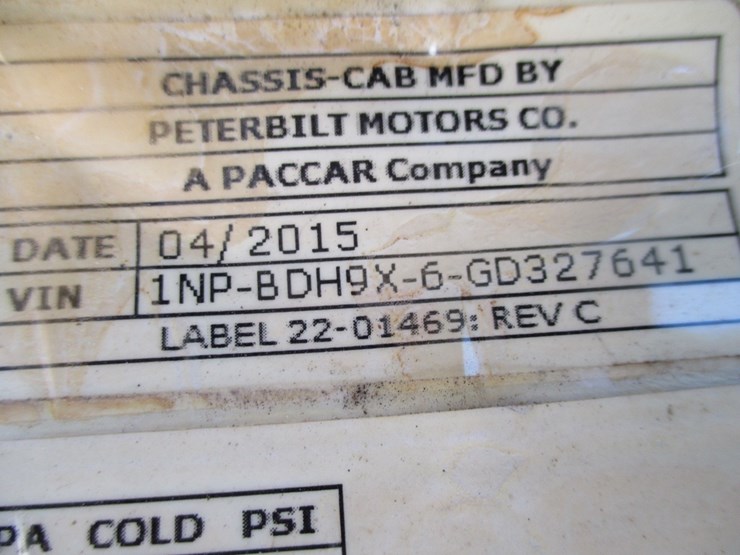 CHASSIS-CAB MFD BY
PETERBILT MOTORS CO.
A PACCAR Company
DATE 04/2015
VIN 1NP-BDH9X-6-GD327641
LABEL 22-01469: REV C
COLD PSI